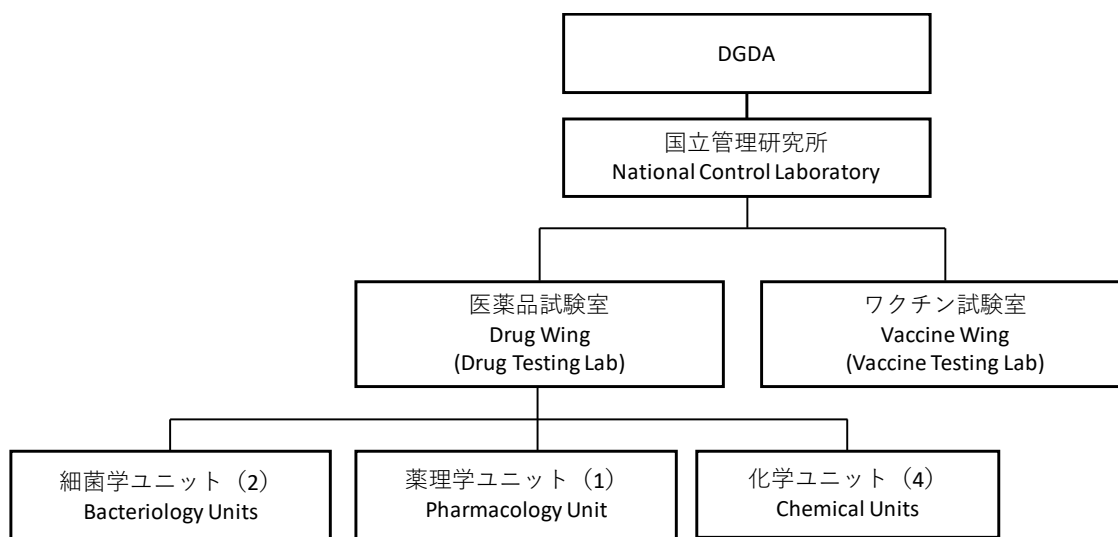 DGDA
国立管理研究所
National Control Laboratory
医薬品試験室
Drug Wing
(Drug Testing Lab)
ワクチン試験室
Vaccine Wing
(Vaccine Testing Lab)
細菌学ユニット（2）
Bacteriology Units
薬理学ユニット（1）
Pharmacology Unit
化学ユニット（4）
Chemical Units